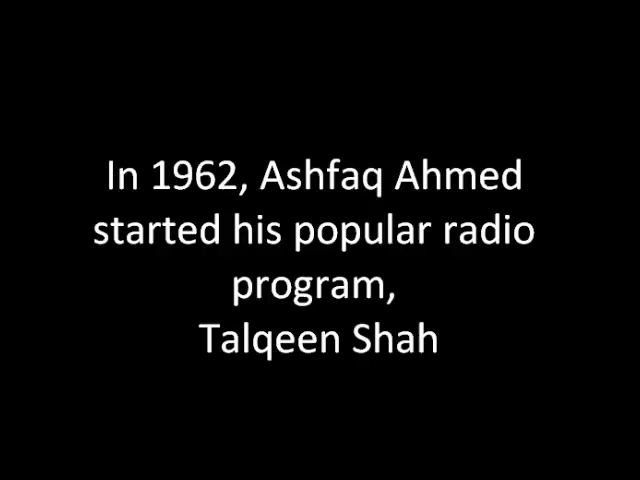 In 1962, Ashfaq Ahmed
started his popular radio
program,
Talqeen Shah